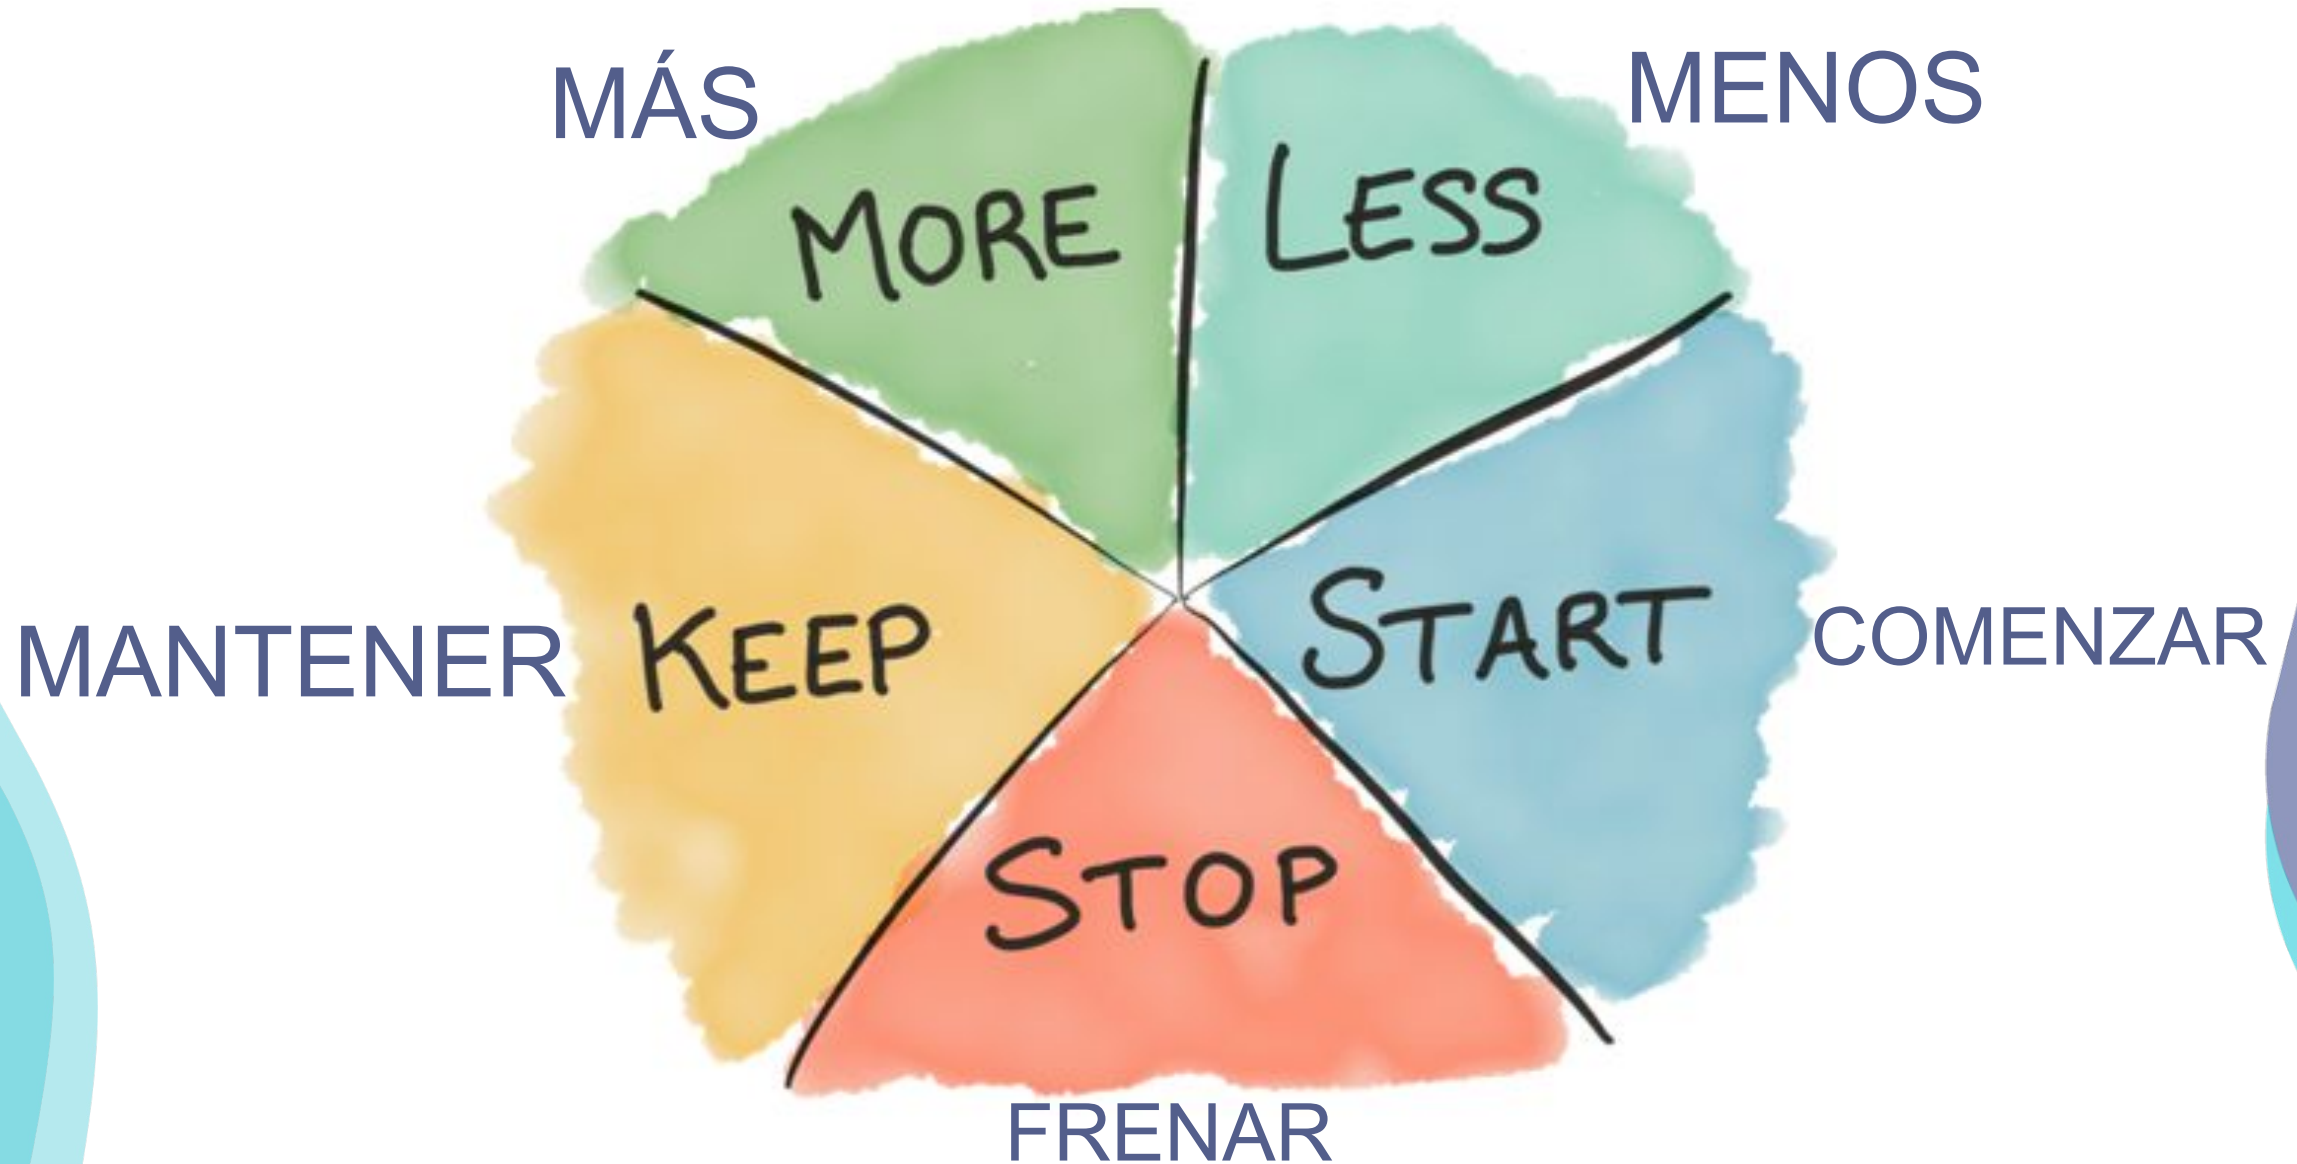 MÁS
MENOS
MORE
LESS
MANTENER
KEEP
START
COMENZAR
STOP
FRENAR